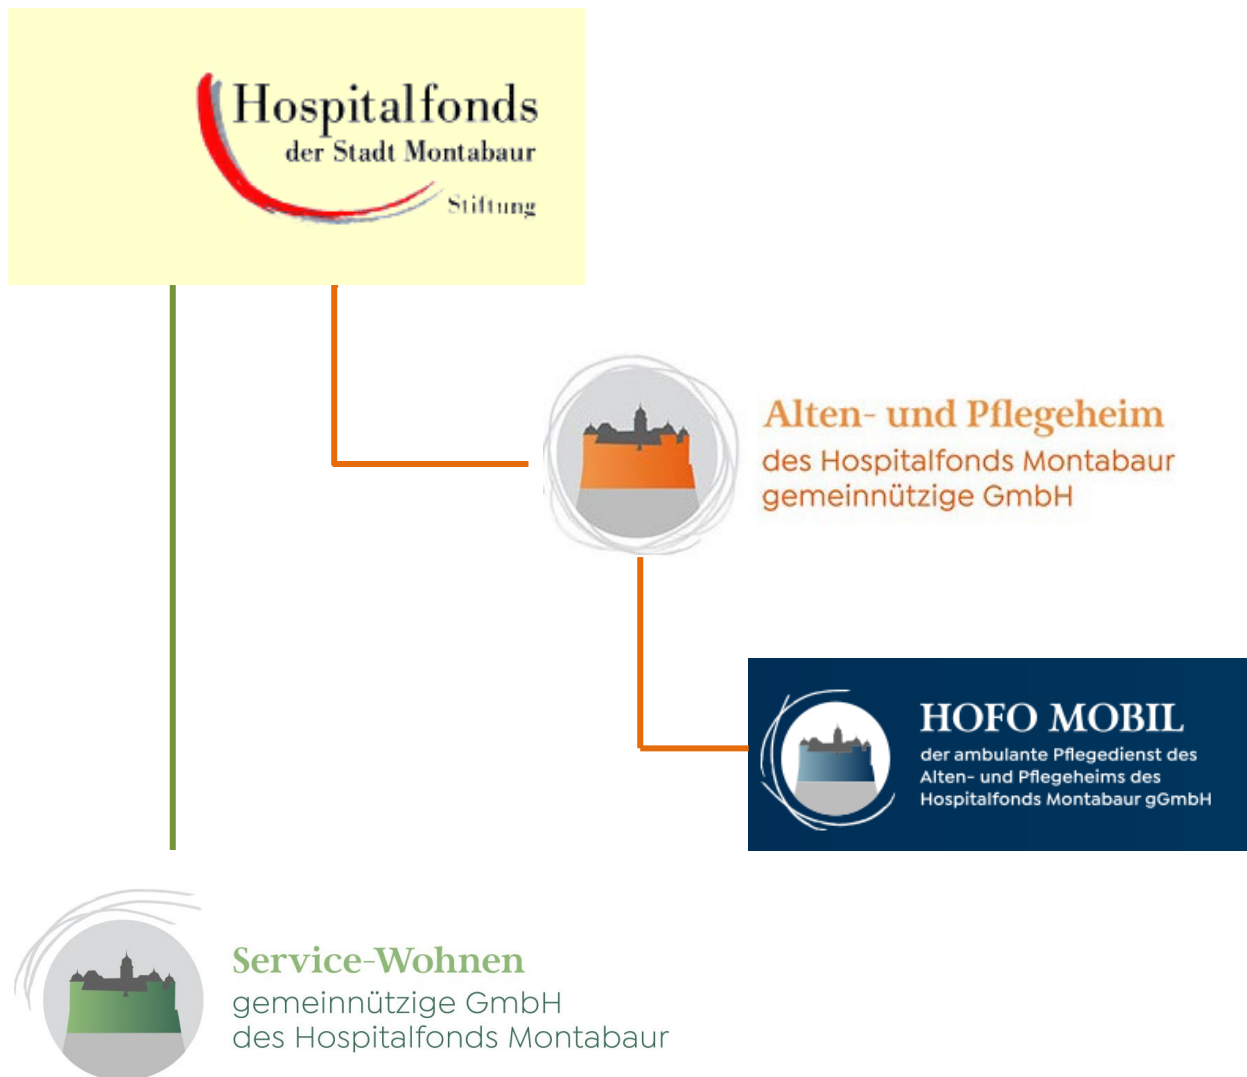 Hospitalfonds
der Stadt Montabaur
Stiftung
Alten- und Pflegeheim
des Hospitalfonds Montabaur
gemeinnützige GmbH
HOFO MOBIL
der ambulante Pflegedienst des
Alten- und Pflegeheims des
Hospitalfonds Montabaur gGmbH
Service-Wohnen
gemeinnützige GmbH
des Hospitalfonds Montabaur